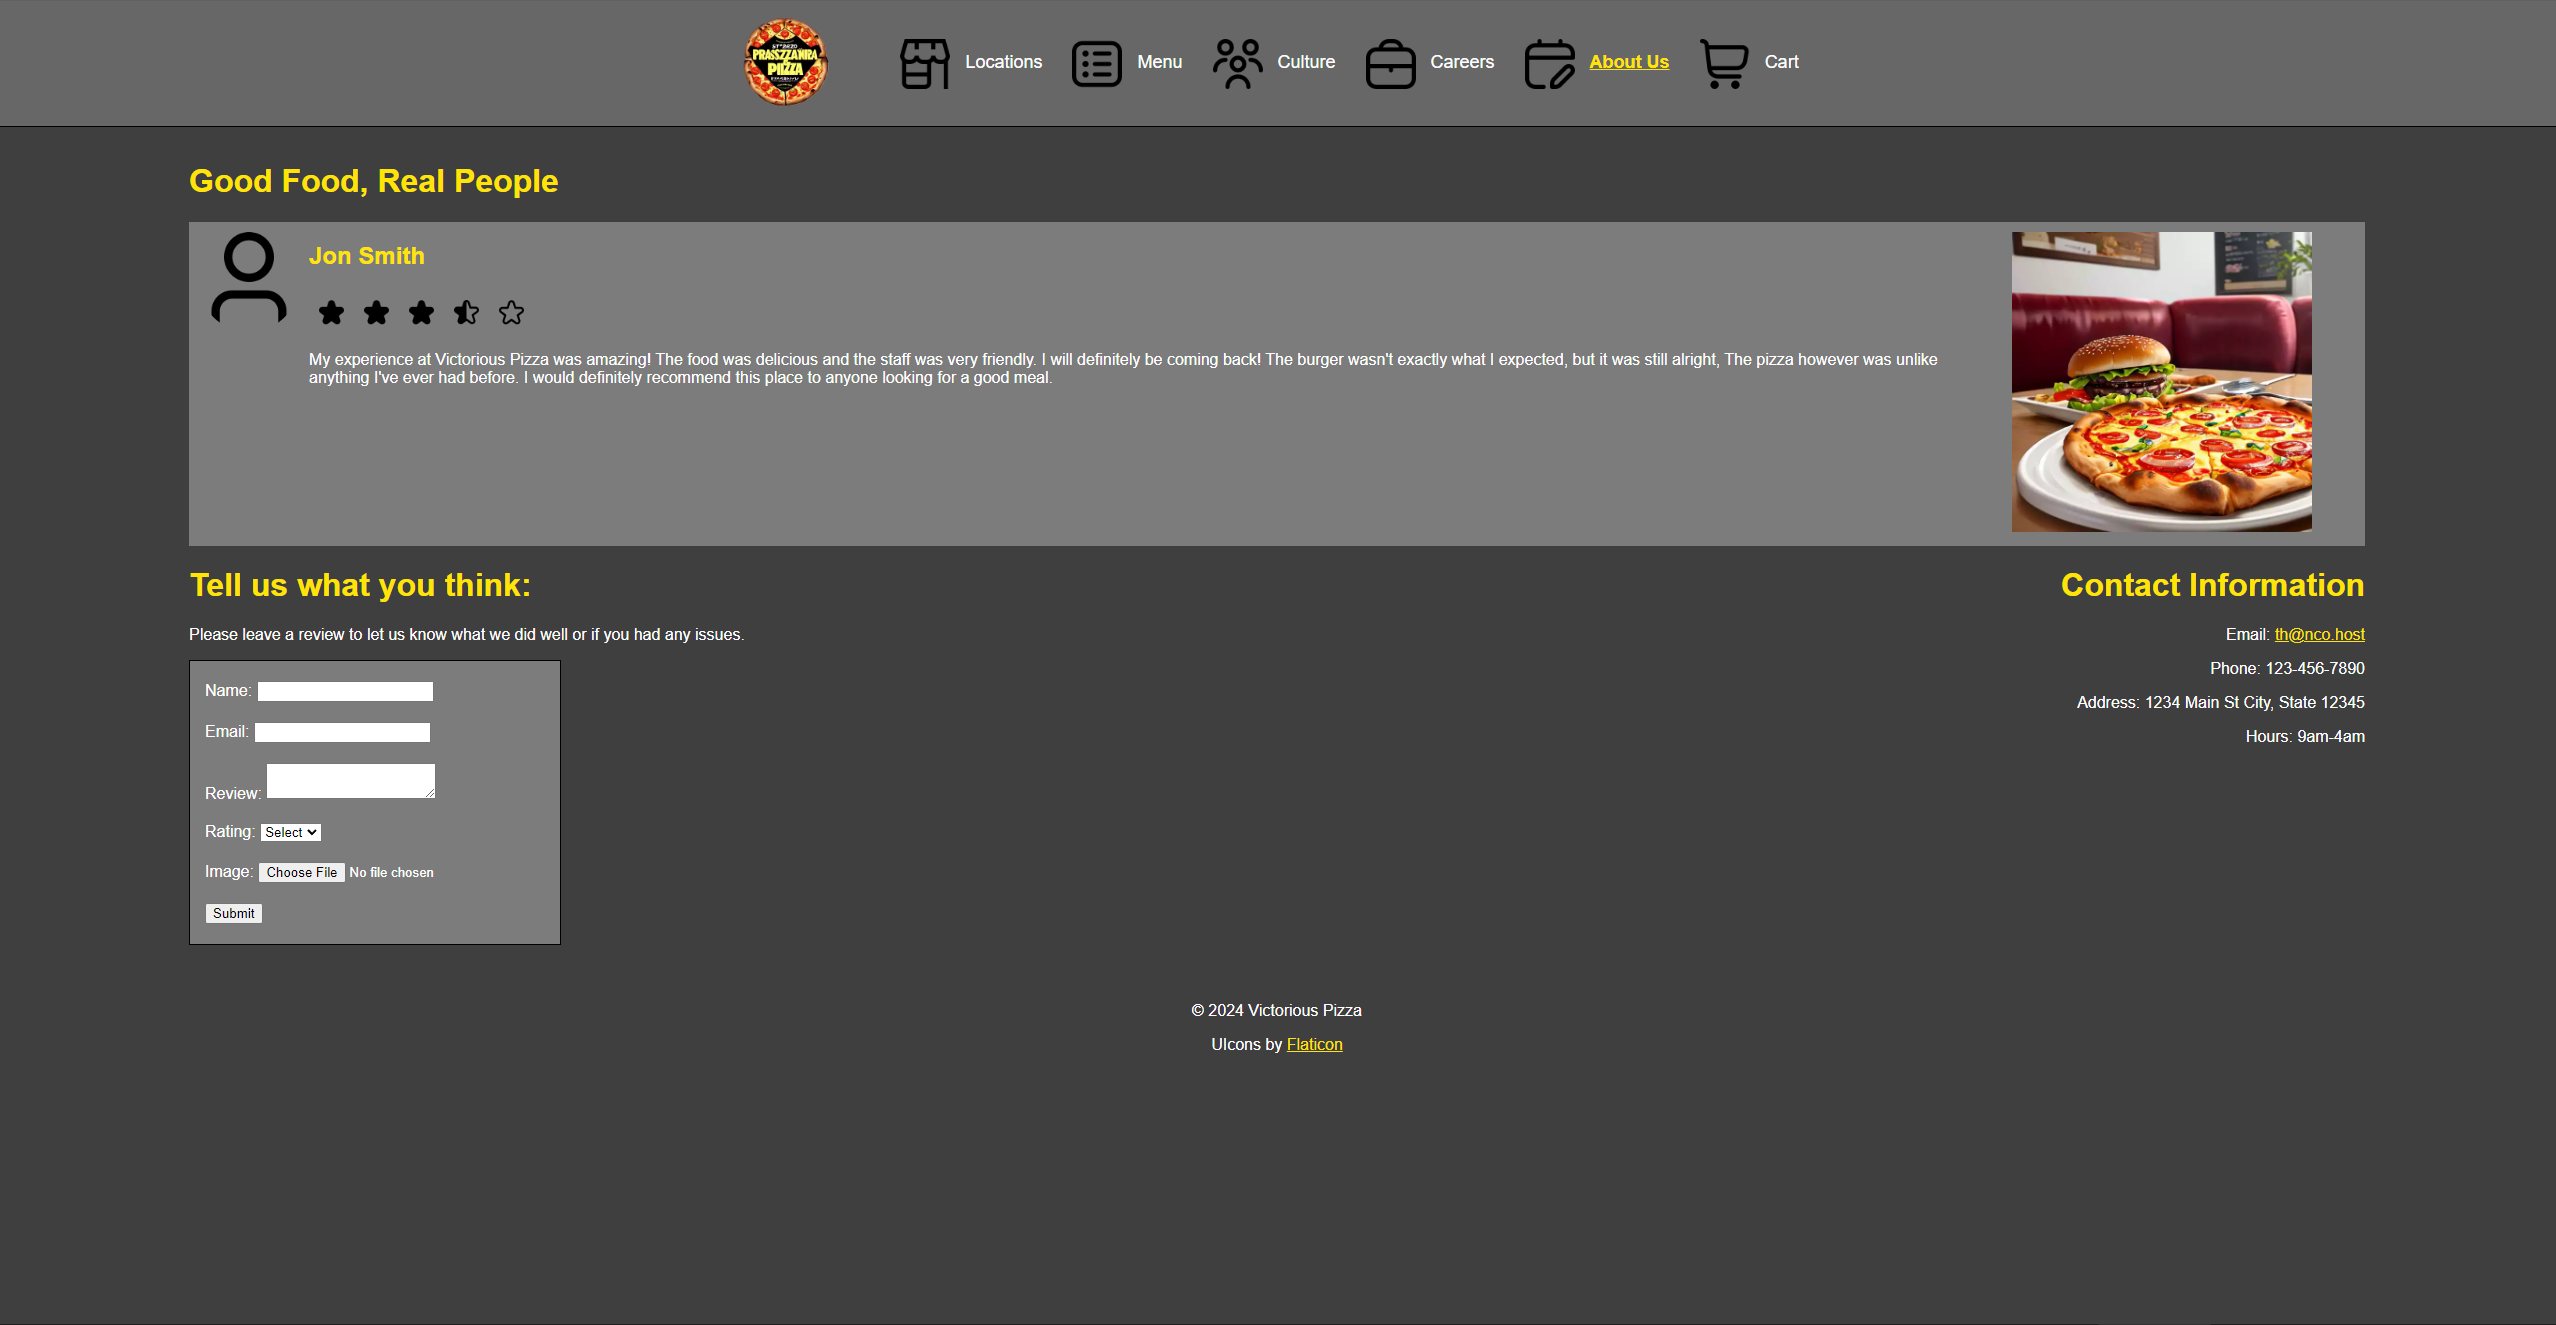 PIZZA
Locations
Menu
Culture
Careers
About Us
Cart
Good Food, Real People
Jon Smith
My experience at Victorious Pizza was amazing! The food was delicious and the staff was very friendly. I will definitely be coming back! The burger wasn't exactly what I expected, but it was still alright, The pizza however was unlike
anything I've ever had before. I would definitely recommend this place to anyone looking for a good meal.
Tell us what you think:
Please leave a review to let us know what we did well or if you had any issues.
Name:
Email:
Review:
Rating: Select
Image: Choose File No file chosen
Submit
Contact Information
Email: th@nco.host
Phone: 123-456-7890
Address: 1234 Main St City, State 12345
Hours: 9am-4am
© 2024 Victorious Pizza
UIcons by Flaticon